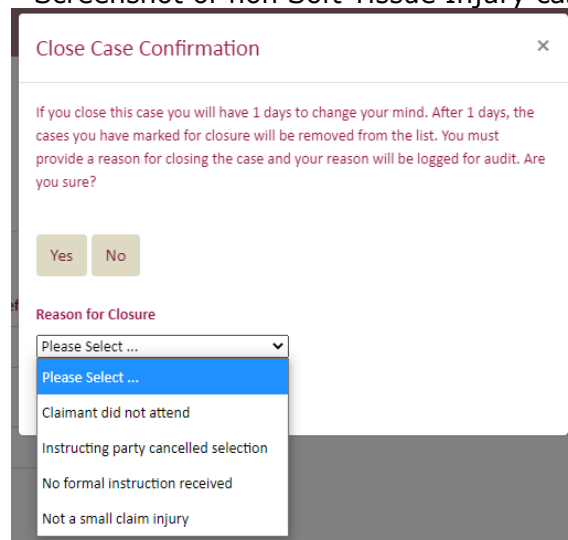 Close Case Confirmation ×
If you close this case you will have 1 days to change your mind. After 1 days, the
cases you have marked for closure will be removed from the list. You must
provide a reason for closing the case and your reason will be logged for audit. Are
you sure?
Yes No
Reason for Closure
Please Select ...
Please Select ...
Claimant did not attend
Instructing party cancelled selection
No formal instruction received
Not a small claim injury